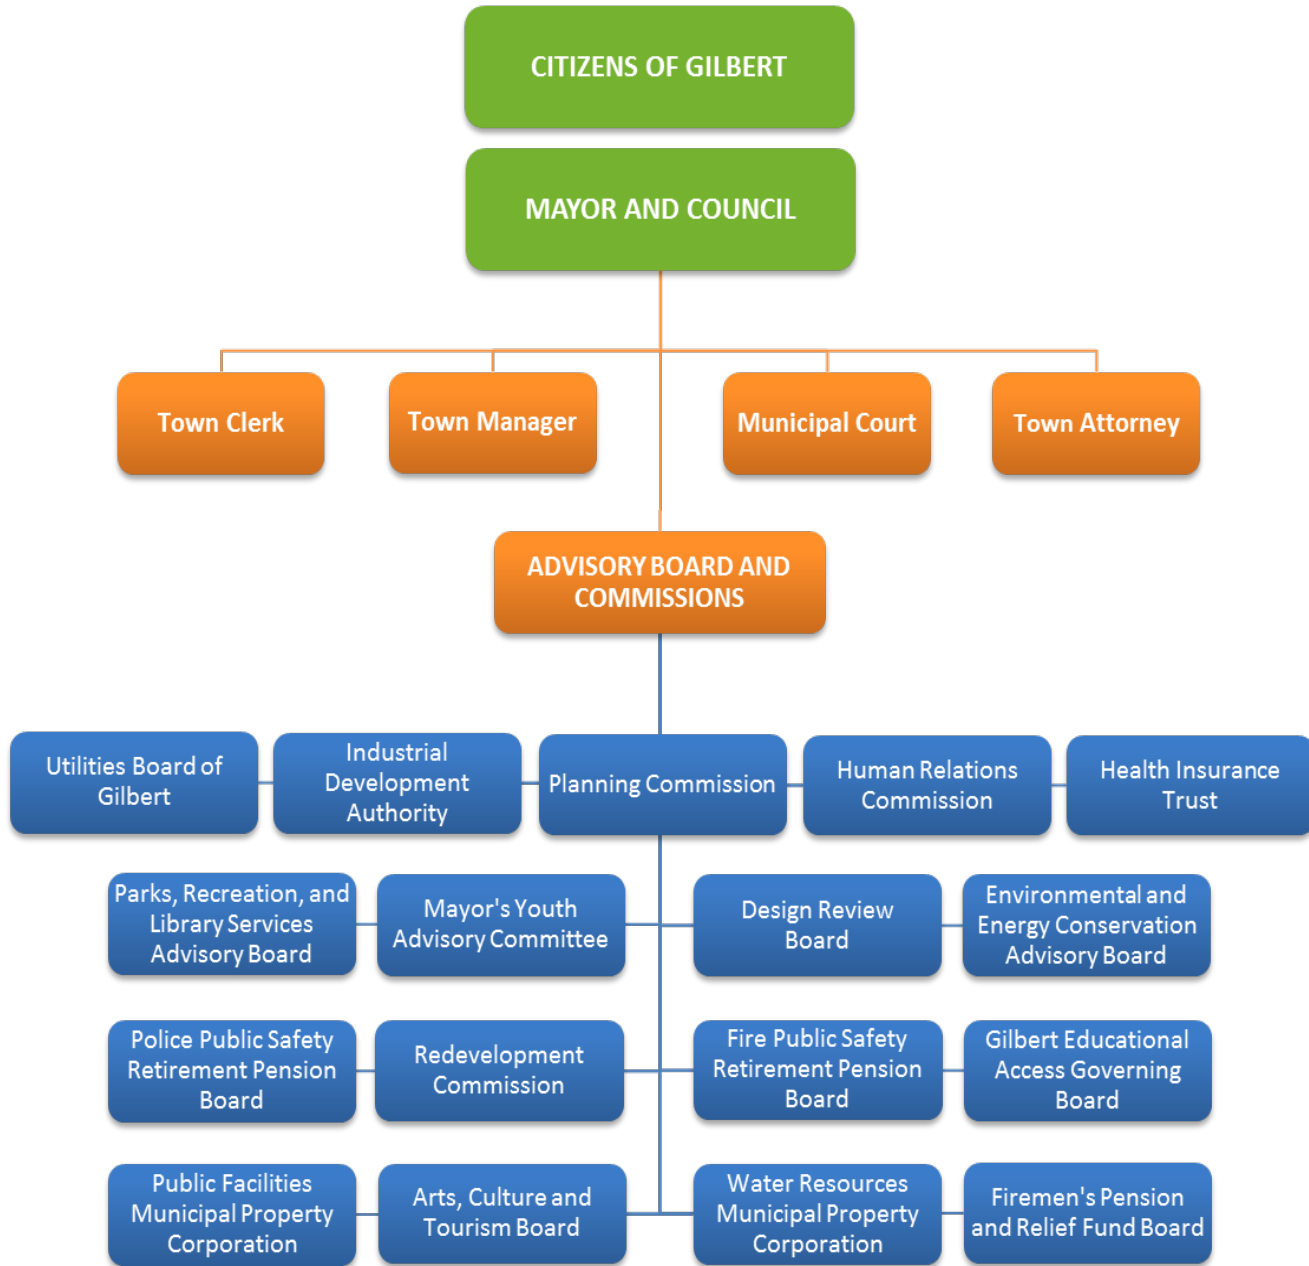 CITIZENS OF GILBERT
MAYOR AND COUNCIL
Town Clerk
Town Manager
Municipal Court
Town Attorney
ADVISORY BOARD AND
COMMISSIONS
Utilities Board of
Gilbert
Industrial
Development
Authority
Planning Commission
Human Relations
Commission
Health Insurance
Trust
Parks, Recreation, and
Library Services
Advisory Board
Mayor's Youth
Advisory Committee
Design Review
Board
Environmental and
Energy Conservation
Advisory Board
Police Public Safety
Retirement Pension
Board
Redevelopment
Commission
Fire Public Safety
Retirement Pension
Board
Gilbert Educational
Access Governing
Board
Public Facilities
Municipal Property
Corporation
Arts, Culture and
Tourism Board
Water Resources
Municipal Property
Corporation
Firemen's Pension
and Relief Fund Board